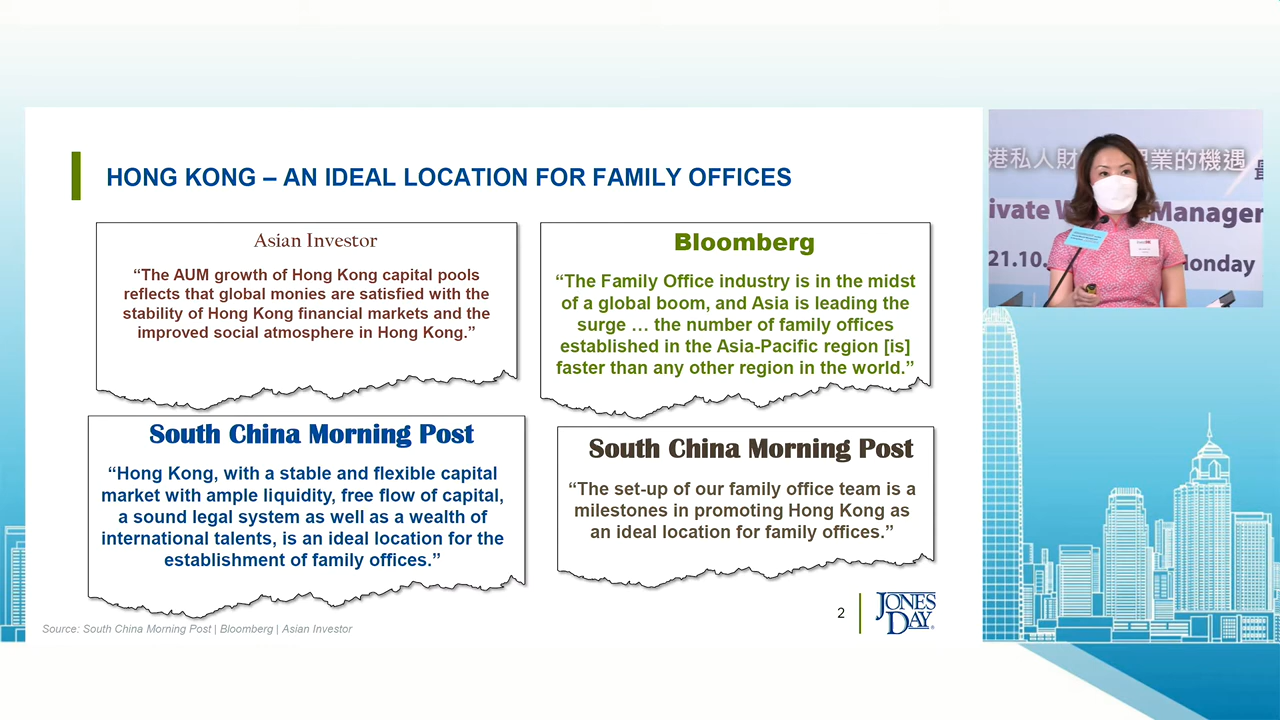 HONG KONG – AN IDEAL LOCATION FOR FAMILY OFFICES
Asian Investor
“The AUM growth of Hong Kong capital pools
reflects that global monies are satisfied with the
stability of Hong Kong financial markets and the
improved social atmosphere in Hong Kong.”
Bloomberg
“The Family Office industry is in the midst
of a global boom, and Asia is leading the
surge … the number of family offices
established in the Asia-Pacific region [is]
faster than any other region in the world.”
South China Morning Post
“Hong Kong, with a stable and flexible capital
market with ample liquidity, free flow of capital,
a sound legal system as well as a wealth of
international talents, is an ideal location for the
establishment of family offices.”
South China Morning Post
“The set-up of our family office team is a
milestones in promoting Hong Kong as
an ideal location for family offices.”
Source: South China Morning Post | Bloomberg | Asian Investor
2
JONES
DAY
港私人財 業的機遇
ivate W Manager
21.10. onday